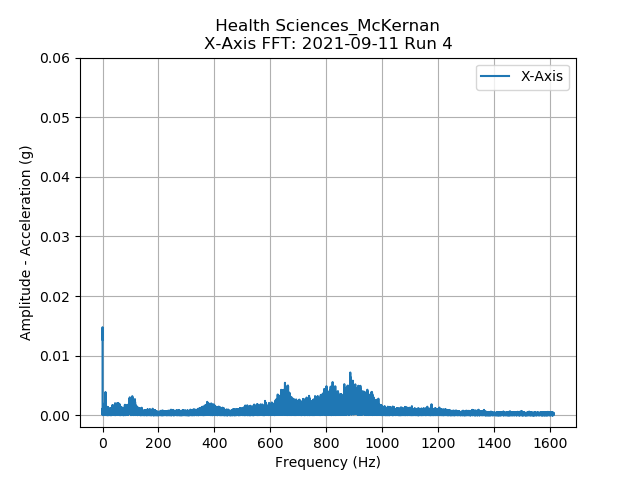 Health Sciences_McKernan
X-Axis FFT: 2021-09-11 Run 4
X-Axis
0.06
0.05
0.04
0.03
0.02
0.01
0.00
Amplitude - Acceleration (g)
0 200 400 600 800 1000 1200 1400 1600
Frequency (Hz)